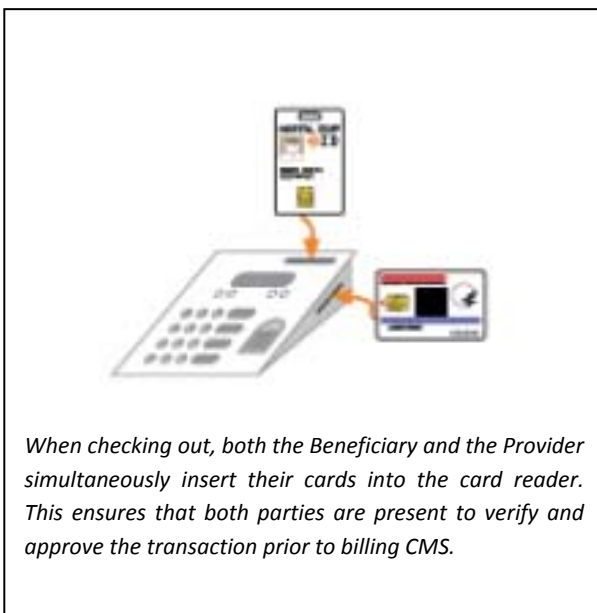 When checking out, both the Beneficiary and the Provider
simultaneously insert their cards into the card reader.
This ensures that both parties are present to verify and
approve the transaction prior to billing CMS.